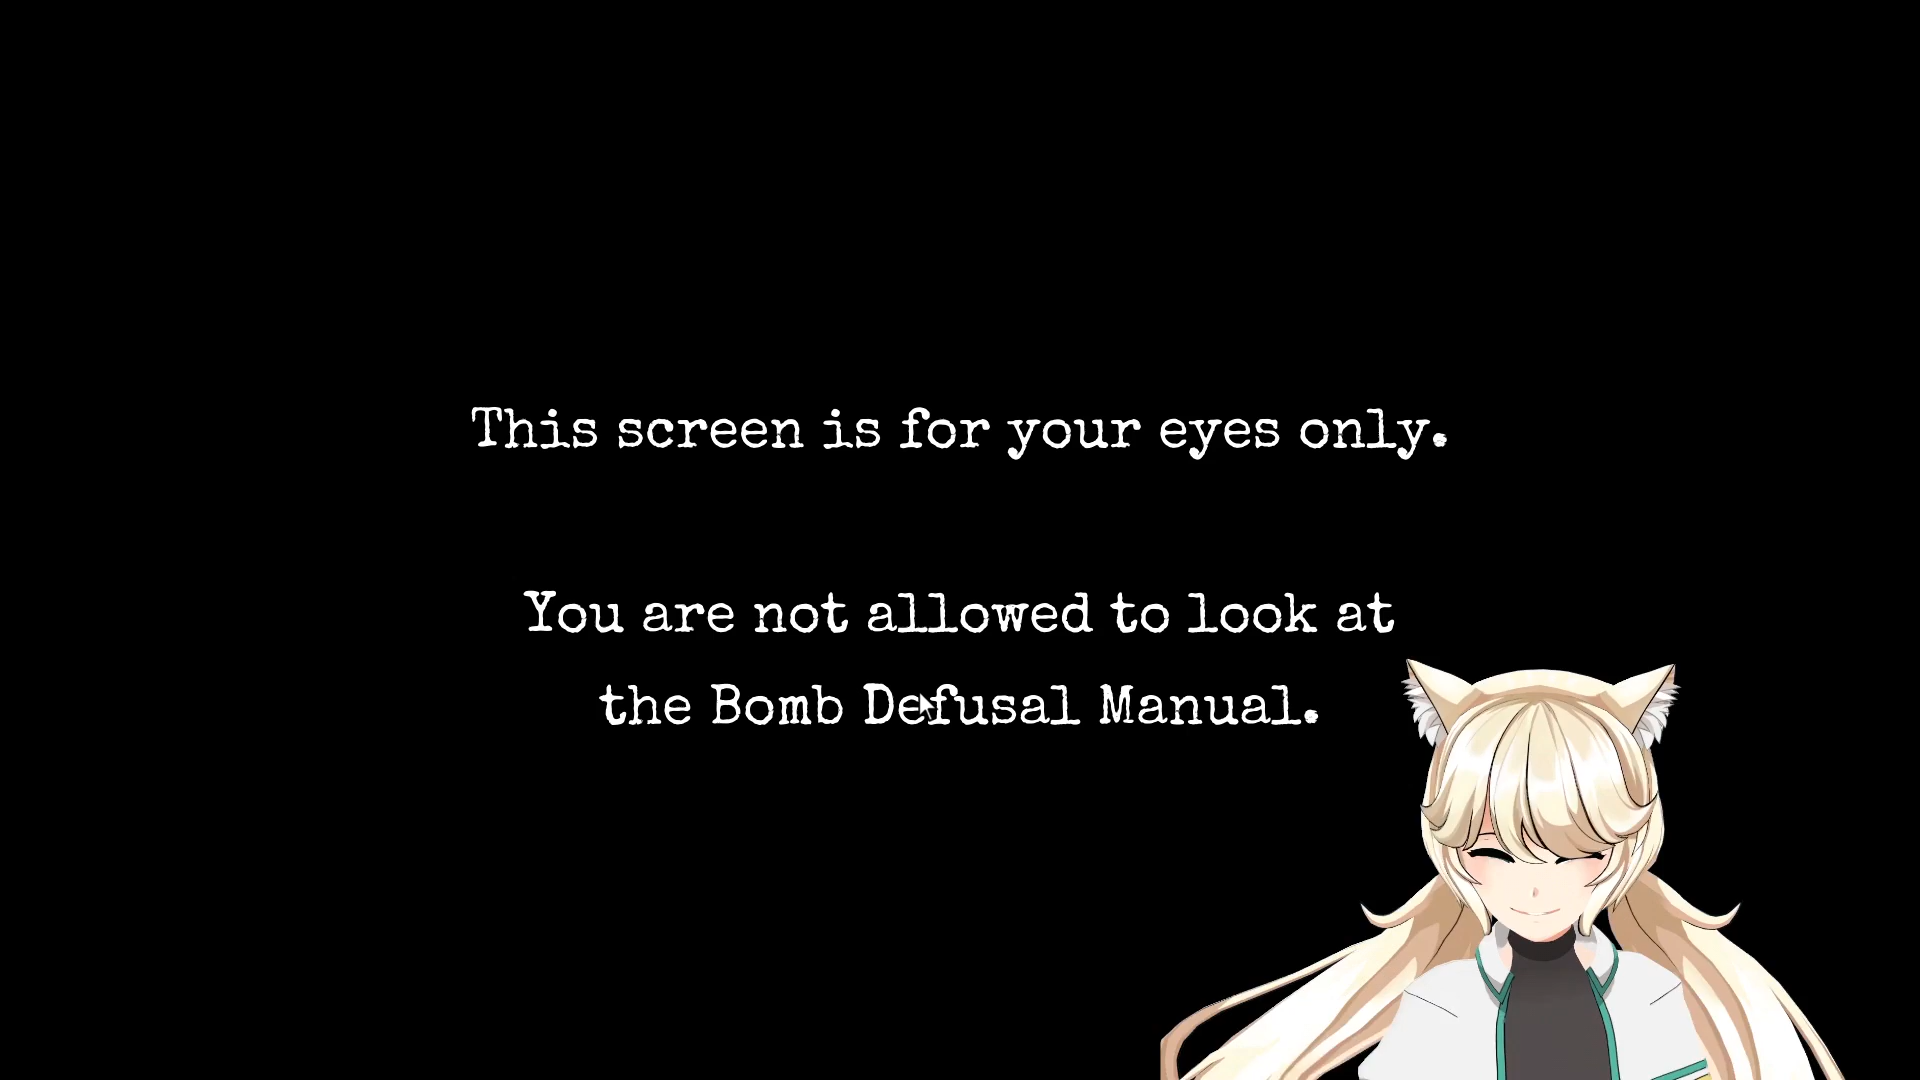 This screen is for your eyes only.
You are not allowed to look at
the Bomb Defusal Manual.